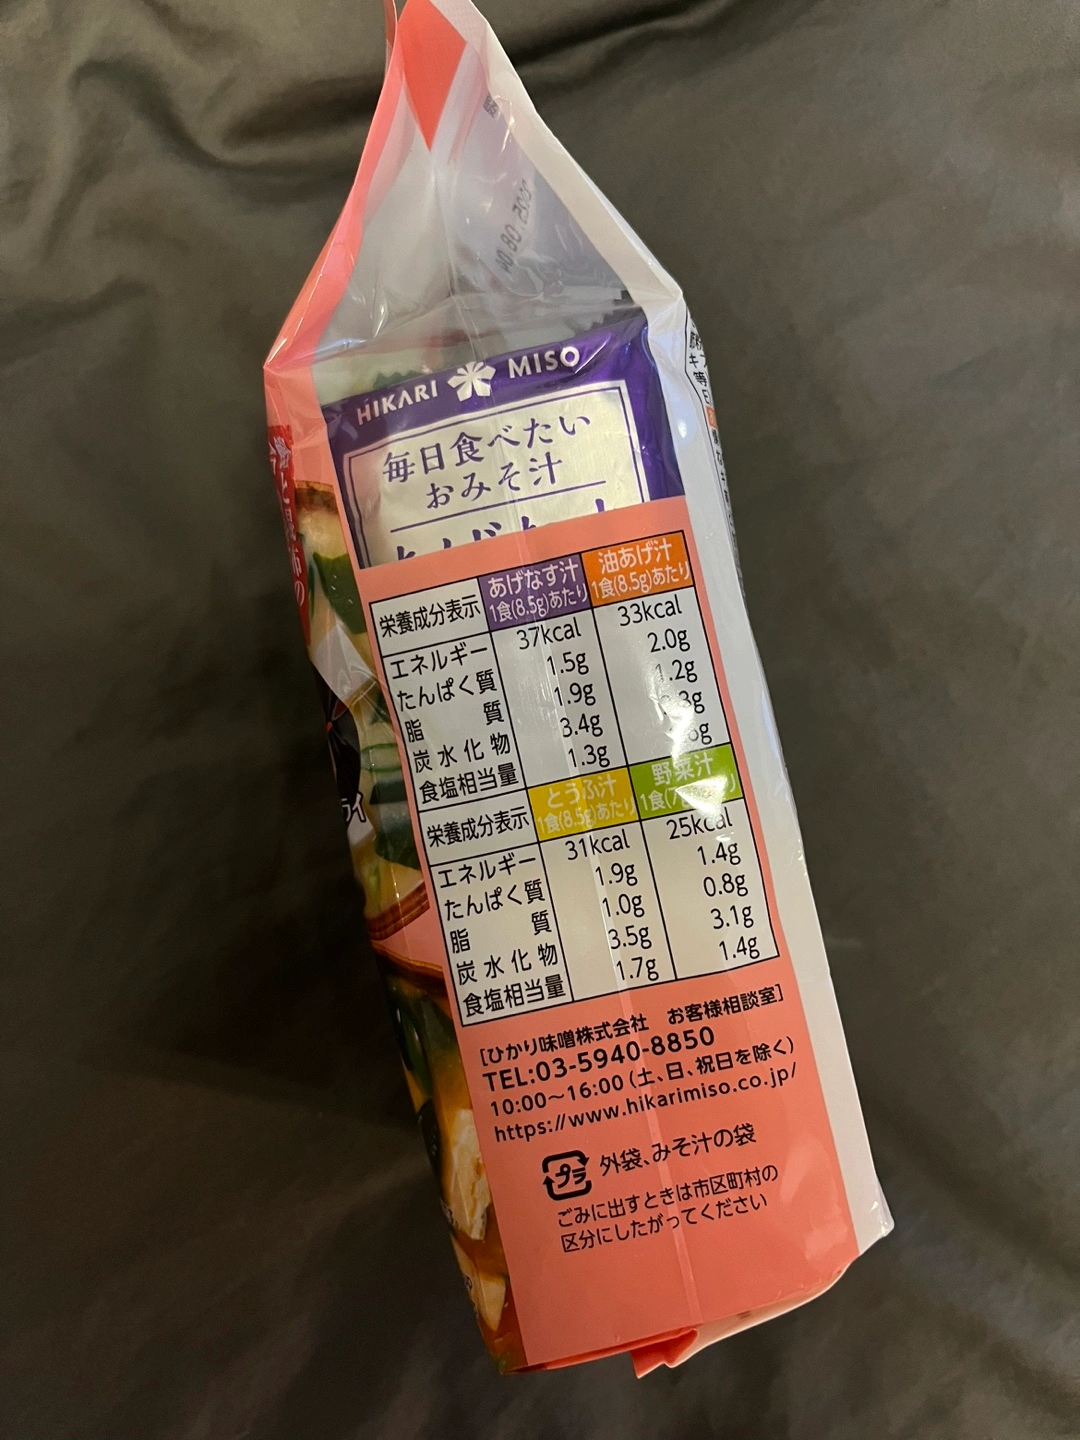 HIKARI MISO
毎日食べたい
おみそ汁
栄養成分表示 あげなす汁 1食(8.5g)あたり 油あげ汁 1食(8.5g)あたり
エネルギー 37kcal 33kcal
たんぱく質 1.5g 2.0g
脂質 1.9g 1.2g
炭水化物 3.4g
食塩相当量 1.3g
栄養成分表示 とうふ汁 1食(8.5g)あたり 野菜汁
エネルギー 31kcal 25kcal
たんぱく質 1.9g 1.4g
脂質 1.0g 0.8g
炭水化物 3.5g 3.1g
食塩相当量 1.7g 1.4g
[ひかり味噌株式会社 お客様相談室]
TEL:03-5940-8850
10:00～16:00(土、日、祝日を除く)
https://www.hikarimiso.co.jp/
プラ 外袋、みそ汁の袋
ごみに出すときは市区町村の
区分にしたがってください